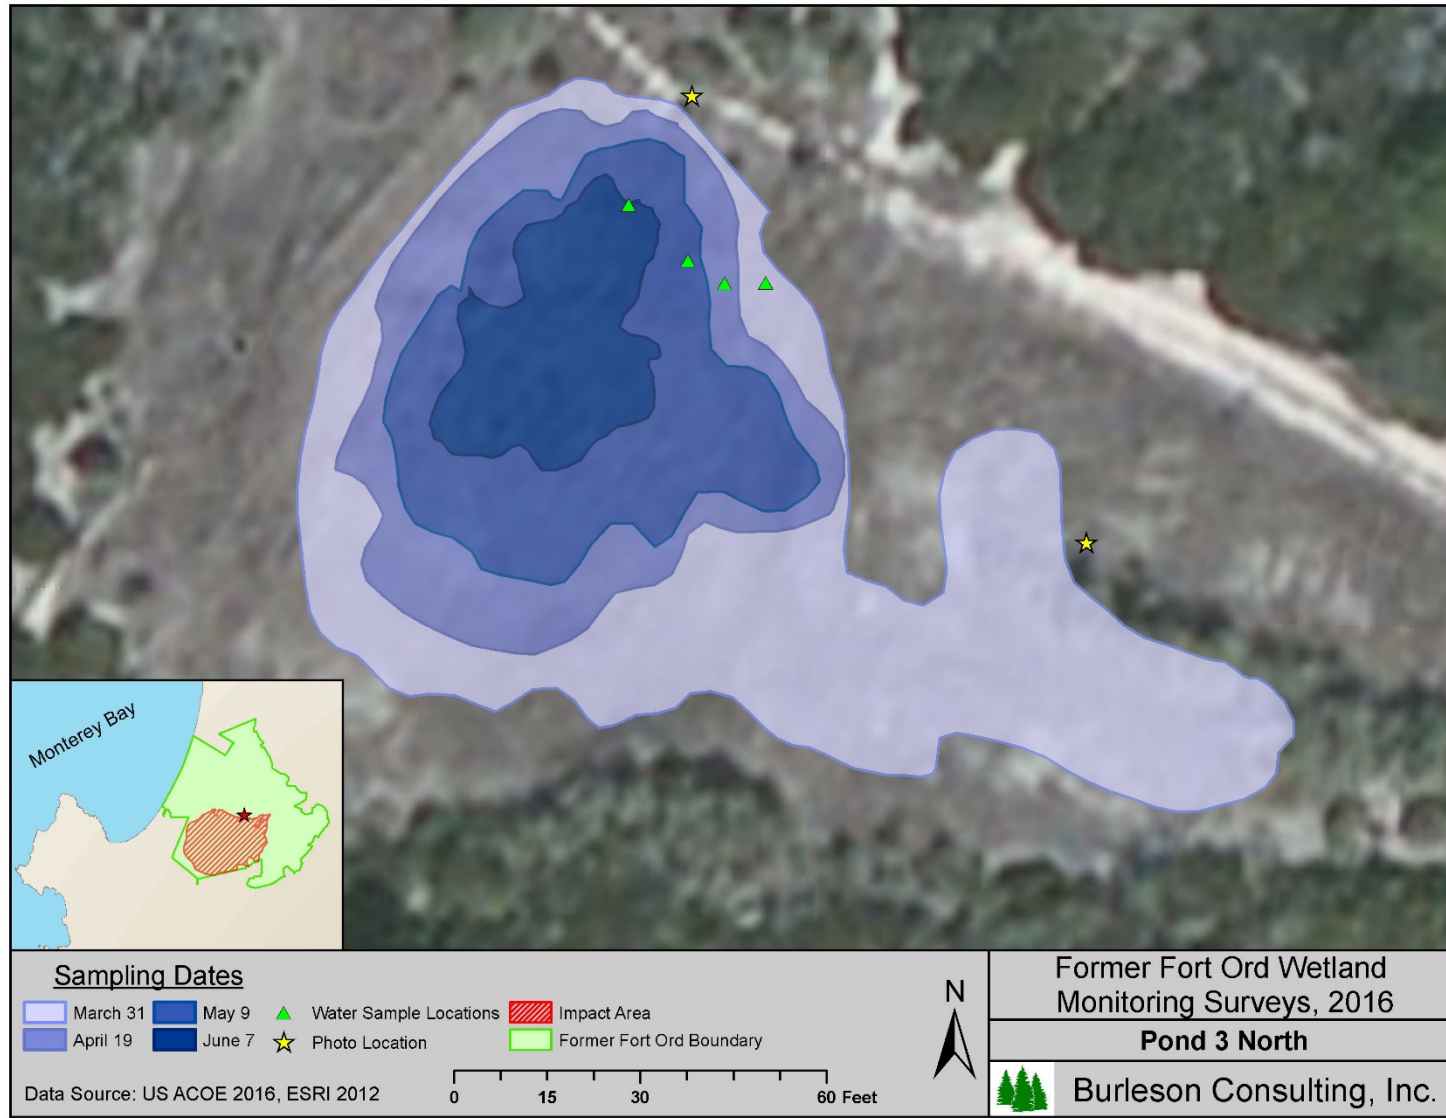 Monterey Bay
Sampling Dates
March 31
May 9
Water Sample Locations
Impact Area
April 19
June 7
Photo Location
Former Fort Ord Boundary
Data Source: US ACOE 2016, ESRI 2012
0 15 30 60 Feet
N
Former Fort Ord Wetland
Monitoring Surveys, 2016
Pond 3 North
Burleson Consulting, Inc.